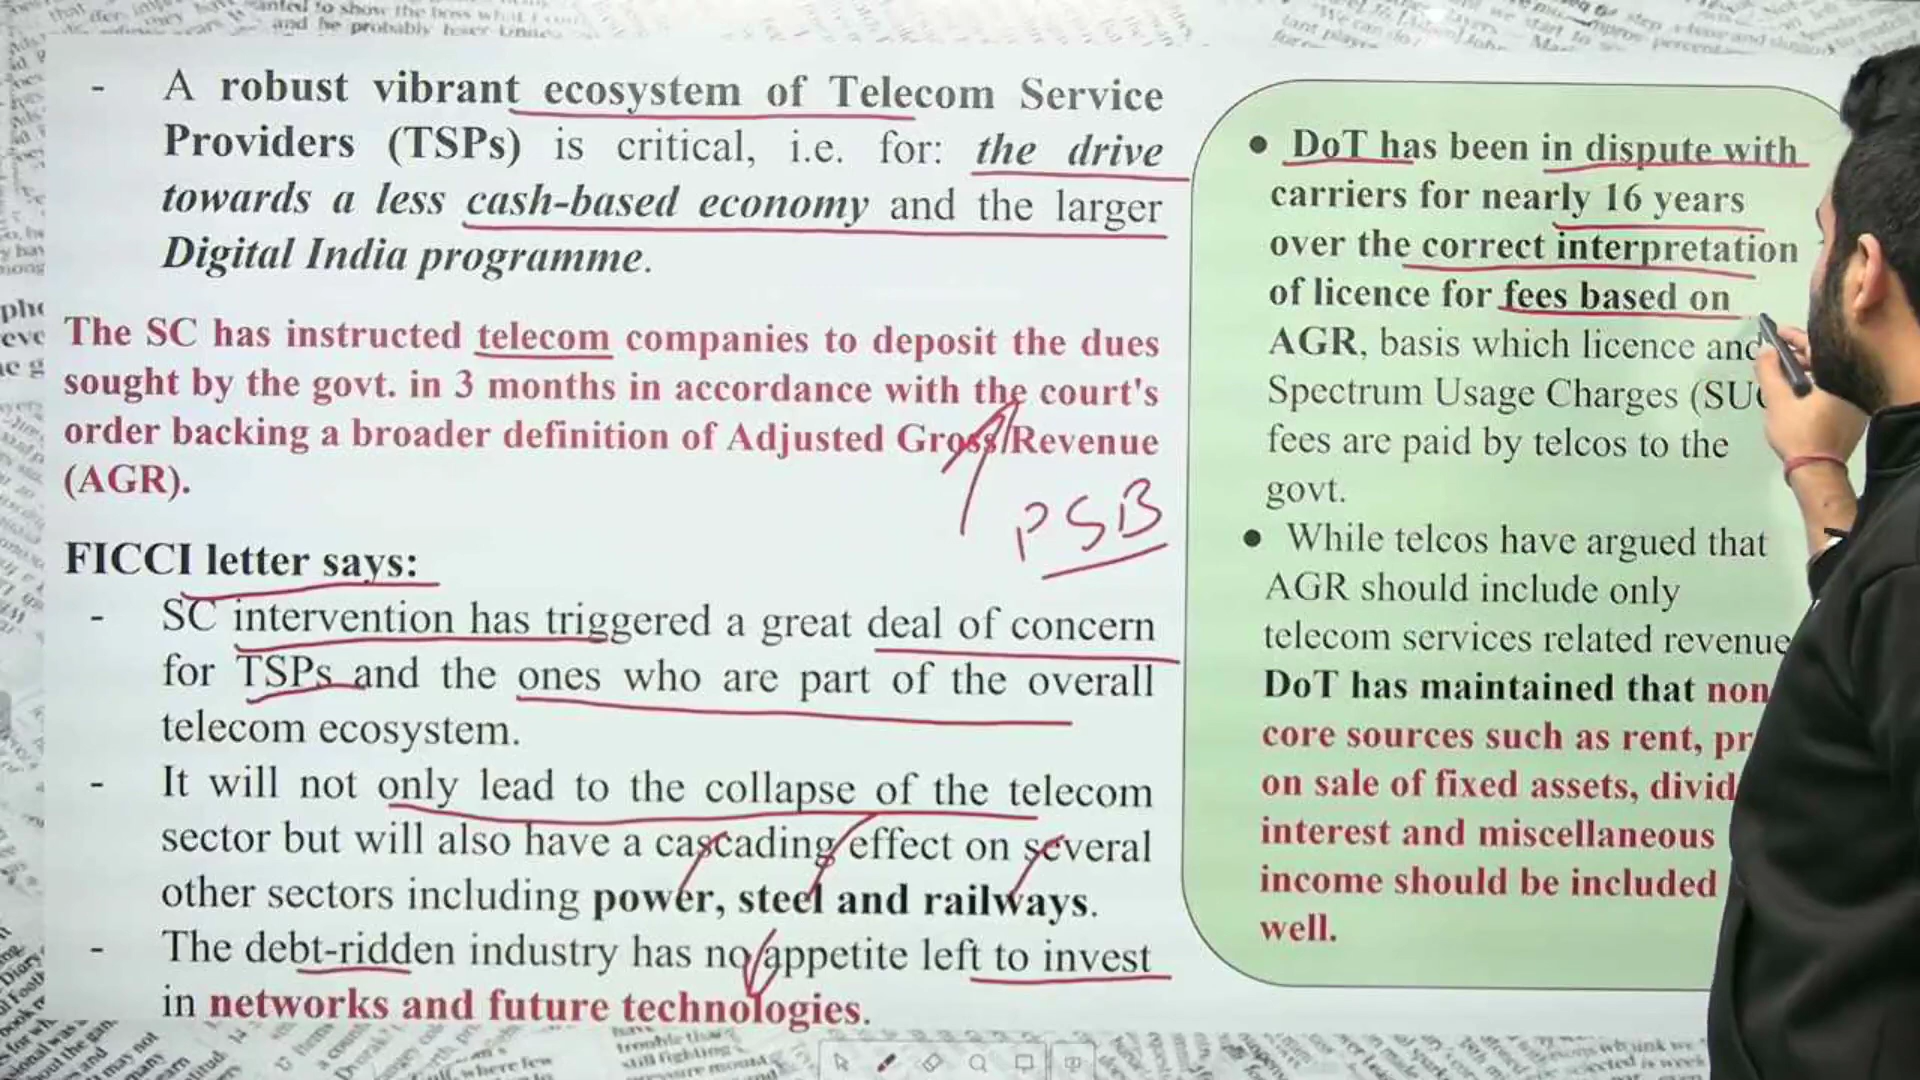 - A robust vibrant ecosystem of Telecom Service
Providers (TSPs) is critical, i.e. for: the drive
towards a less cash-based economy and the larger
Digital India programme.
The SC has instructed telecom companies to deposit the dues
sought by the govt. in 3 months in accordance with the court's
order backing a broader definition of Adjusted Gross Revenue
(AGR).
PSB
FICCI letter says:
- SC intervention has triggered a great deal of concern
for TSPs and the ones who are part of the overall
telecom ecosystem.
- It will not only lead to the collapse of the telecom
sector but will also have a cascading effect on several
other sectors including power, steel and railways.
- The debt-ridden industry has no appetite left to invest
in networks and future technologies.
• DoT has been in dispute with
carriers for nearly 16 years
over the correct interpretation
of licence for fees based on
AGR, basis which licence and
Spectrum Usage Charges
fees are paid by telcos to the
govt.
• While telcos have argued that
AGR should include only
telecom services related revenue
DoT has maintained that non
core sources such as rent,
on sale of fixed assets,
interest and miscellaneous
income should be included
well.